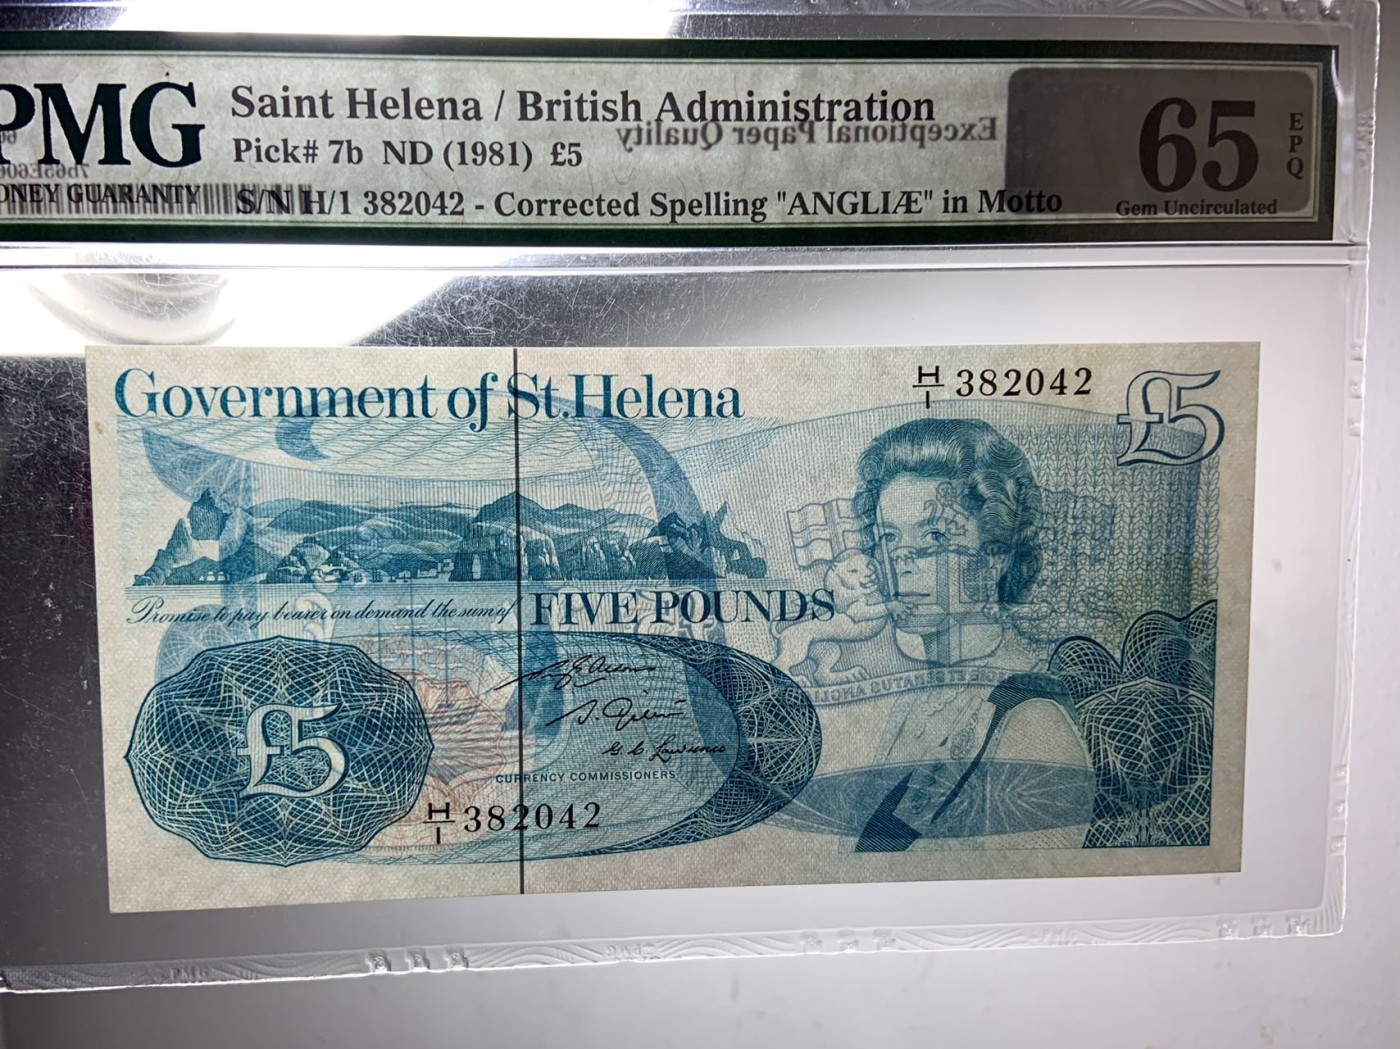 PMG
Saint Helena / British Administration
Exceptional Paper Quality
Pick# 7b ND (1981) £5
S/N H/1 382042 - Corrected Spelling "ANGLIÆ" in Motto
GUARANTY
65
EPQ
Gem Uncirculated
Government of St.Helena
H/1 382042
£5
Promise to pay bearer on demand the sum of FIVE POUNDS
£5
G. C. Lawrence
CURRENCY COMMISSIONERS
H/1 382042
PMG